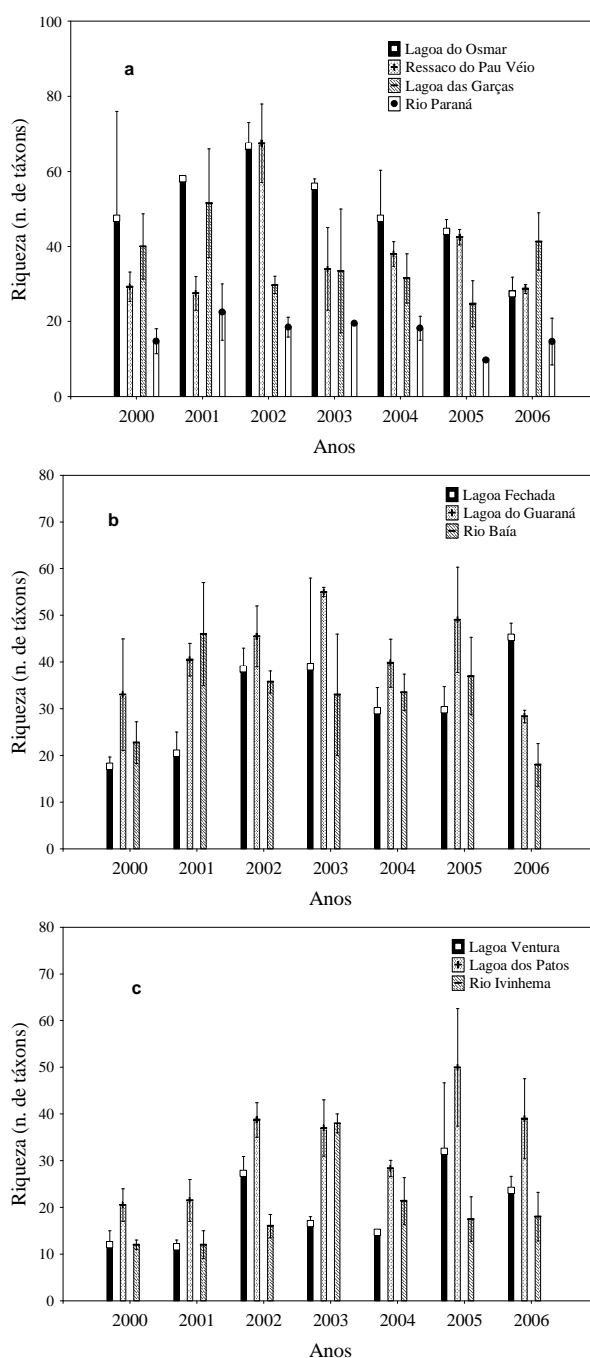 a
Lagoa do Osmar
Ressaco do Pau Véio
Lagoa das Garças
Rio Paraná
Riqueza (n. de táxons)
100
80
60
40
20
0
2000 2001 2002 2003 2004 2005 2006
Anos
b
Lagoa Fechada
Lagoa do Guaraná
Rio Baía
Riqueza (n. de táxons)
80
70
60
50
40
30
20
10
0
2000 2001 2002 2003 2004 2005 2006
Anos
c
Lagoa Ventura
Lagoa dos Patos
Rio Ivinhema
Riqueza (n. de táxons)
80
70
60
50
40
30
20
10
0
2000 2001 2002 2003 2004 2005 2006
Anos